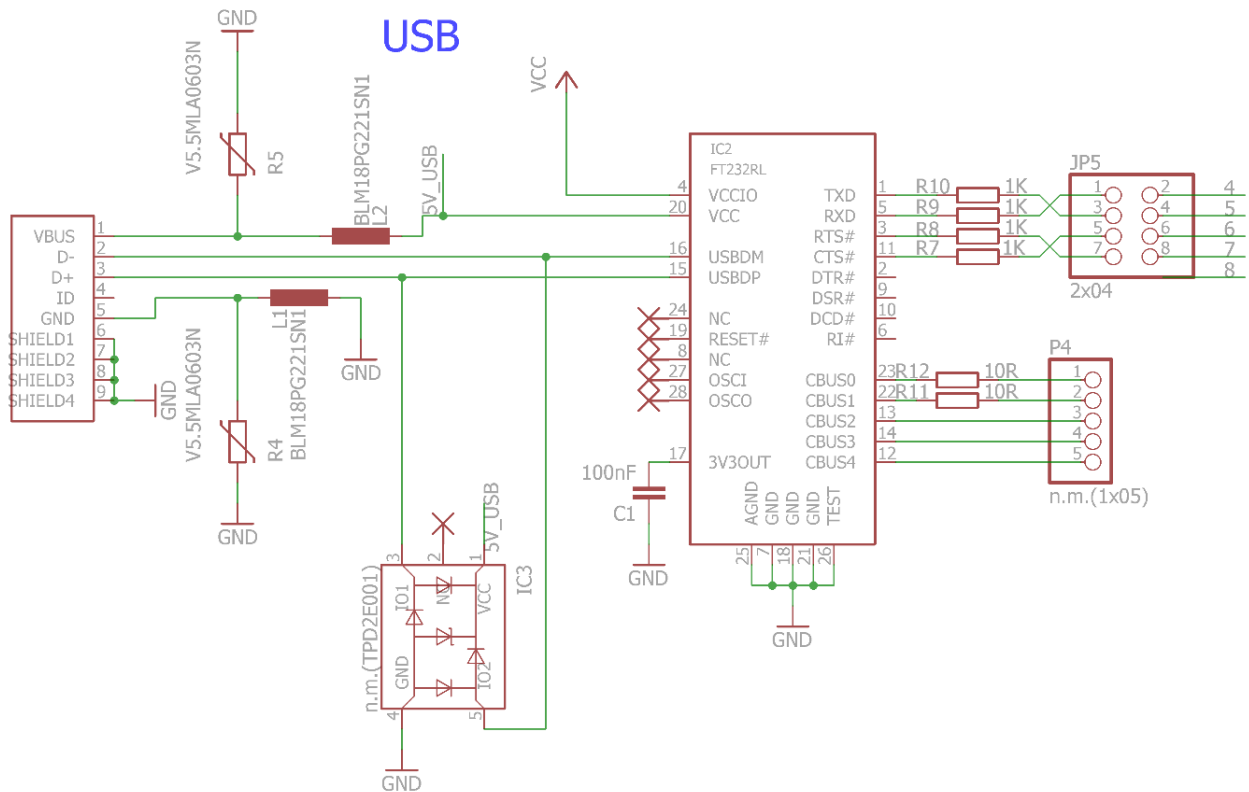 USB
GND
V5.5MLA0603N
R5
BLM18PG221SN1
L2
5V_USB
VCC
VBUS 1
D- 2
D+ 3
ID 4
GND 5
SHIELD1 6
SHIELD2 7
SHIELD3 8
SHIELD4 9
GND
V5.5MLA0603N
R4
GND
L1
BLM18PG221SN1
GND
IC2
FT232RL
4 VCCIO
20 VCC
16 USBDM
15 USBDP
24 NC
19 RESET#
8 NC
27 OSCI
28 OSCO
17 3V3OUT
TXD 1
RXD 5
RTS# 3
CTS# 11
DTR# 2
DSR# 9
DCD# 10
RI# 6
CBUS0 23
CBUS1 22
CBUS2 13
CBUS3 14
CBUS4 12
AGND 25
GND 7
GND 18
GND 21
TEST 26
GND
100nF
C1
GND
R10 1K
R9 1K
R8 1K
R7 1K
JP5
1 2 4
3 4 5
5 6 6
7 8 7
8
2x04
R12 10R
R11 10R
P4
1
2
3
4
5
n.m.(1x05)
5V_USB
3 2 1
IO1 NC VCC
GND IO2
4 5
IC3
n.m.(TPD2E001)
GND